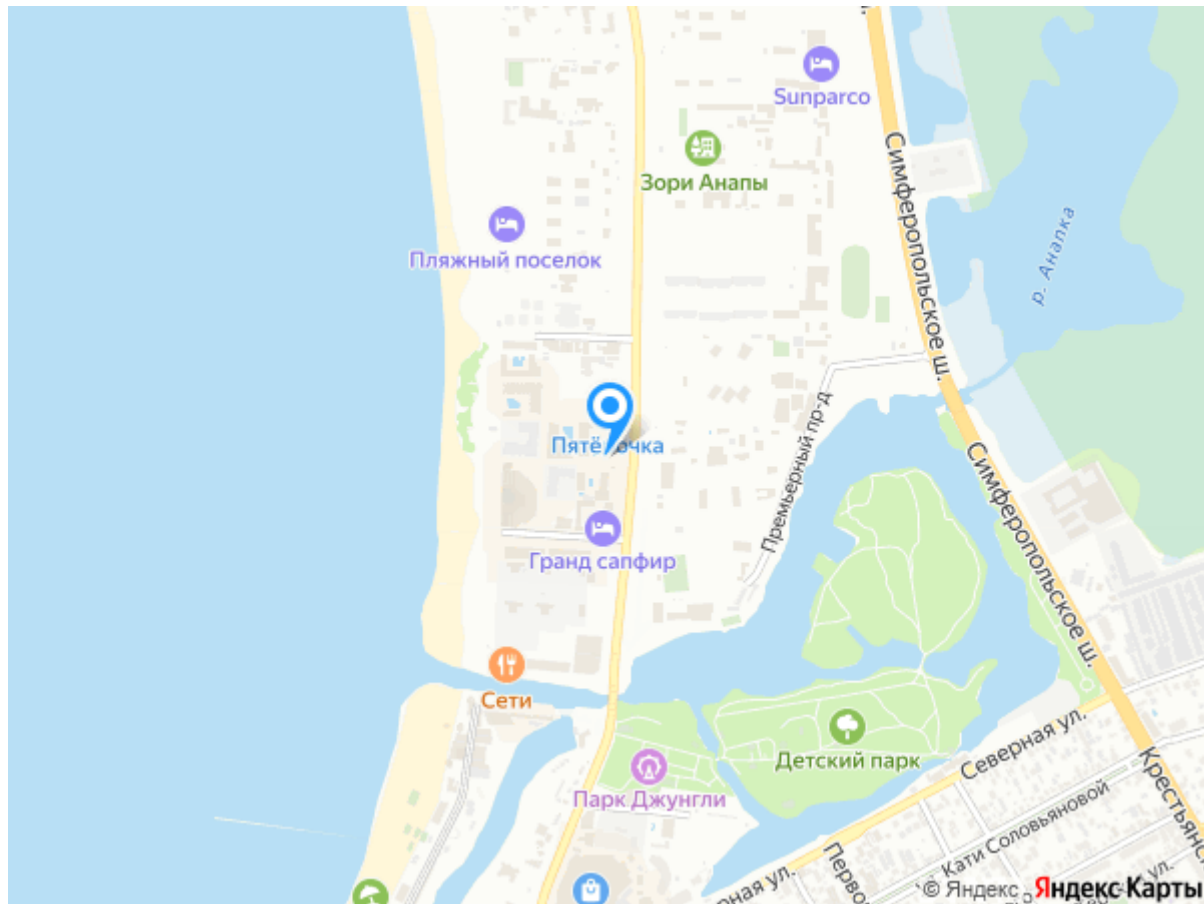 Sunparco
Зори Анапы
Симферопольское ш.
р. Анапка
Пляжный поселок
Пятёрочка
Премьерный пр-д
Симферопольское ш.
Гранд сапфир
Сети
Детский парк
Северная ул.
Парк Джунгли
Кати Соловьяновой
© Яндекс Яндекс Карты